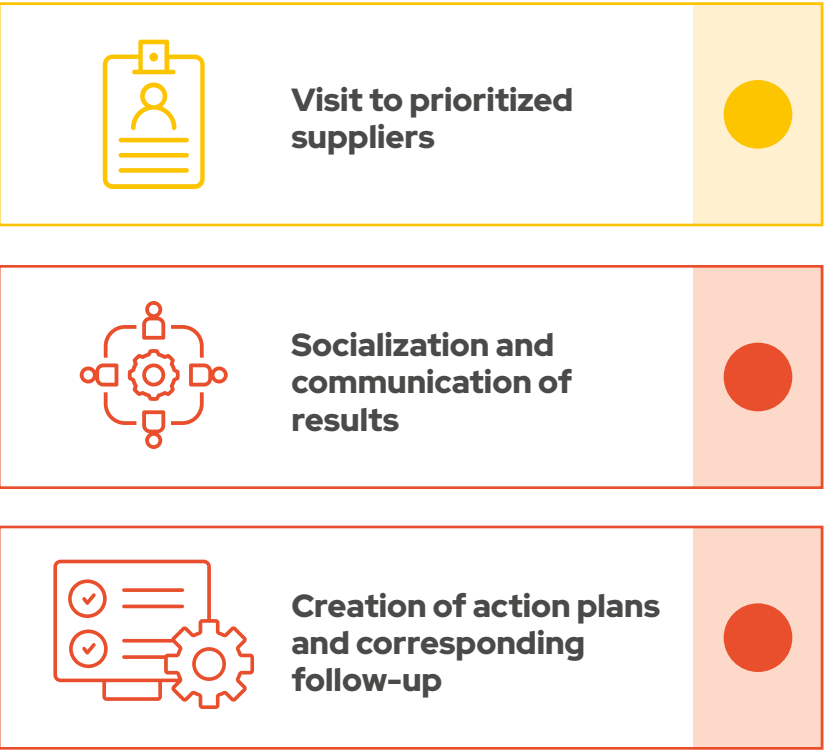 Visit to prioritized
suppliers
Socialization and
communication of
results
Creation of action plans
and corresponding
follow-up